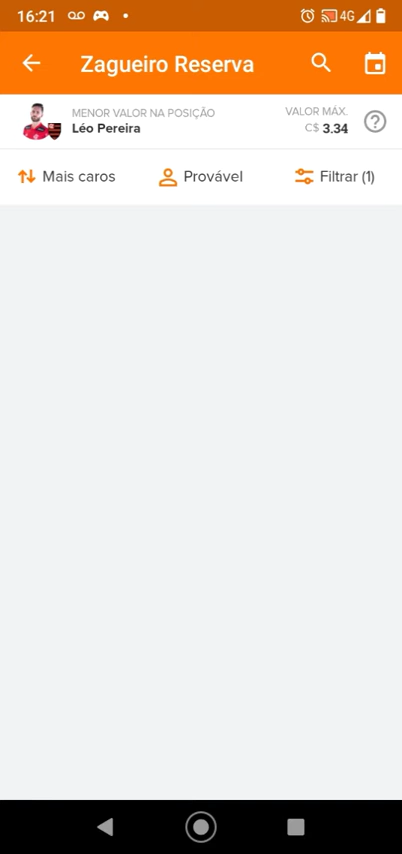 16:21
4G
Zagueiro Reserva
MENOR VALOR NA POSIÇÃO
Léo Pereira
VALOR MÁX.
C$ 3.34
?
Mais caros
Provável
Filtrar (1)